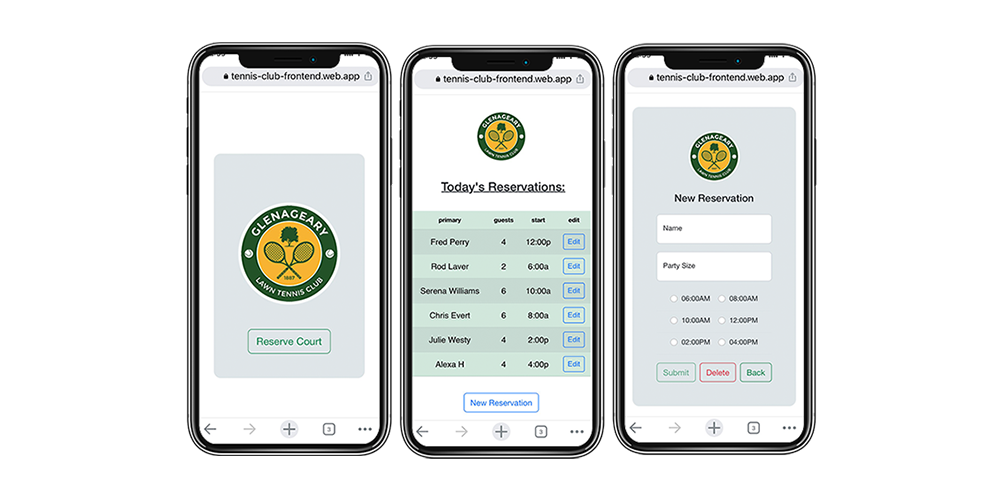 tennis-club-frontend.web.app
GLENAGEARY
1887
LAWN TENNIS CLUB
Reserve Court
3
tennis-club-frontend.web.app
GLENAGEARY
LAWN TENNIS CLUB
Today's Reservations:
primary guests start edit
Fred Perry 4 12:00p Edit
Rod Laver 2 6:00a Edit
Serena Williams 6 10:00a Edit
Chris Evert 6 8:00a Edit
Julie Westy 4 2:00p Edit
Alexa H 4 4:00p Edit
New Reservation
3
tennis-club-frontend.web.app
GLENAGEARY
LAWN TENNIS CLUB
New Reservation
Name
Party Size
06:00AM 08:00AM
10:00AM 12:00PM
02:00PM 04:00PM
Submit Delete Back
3